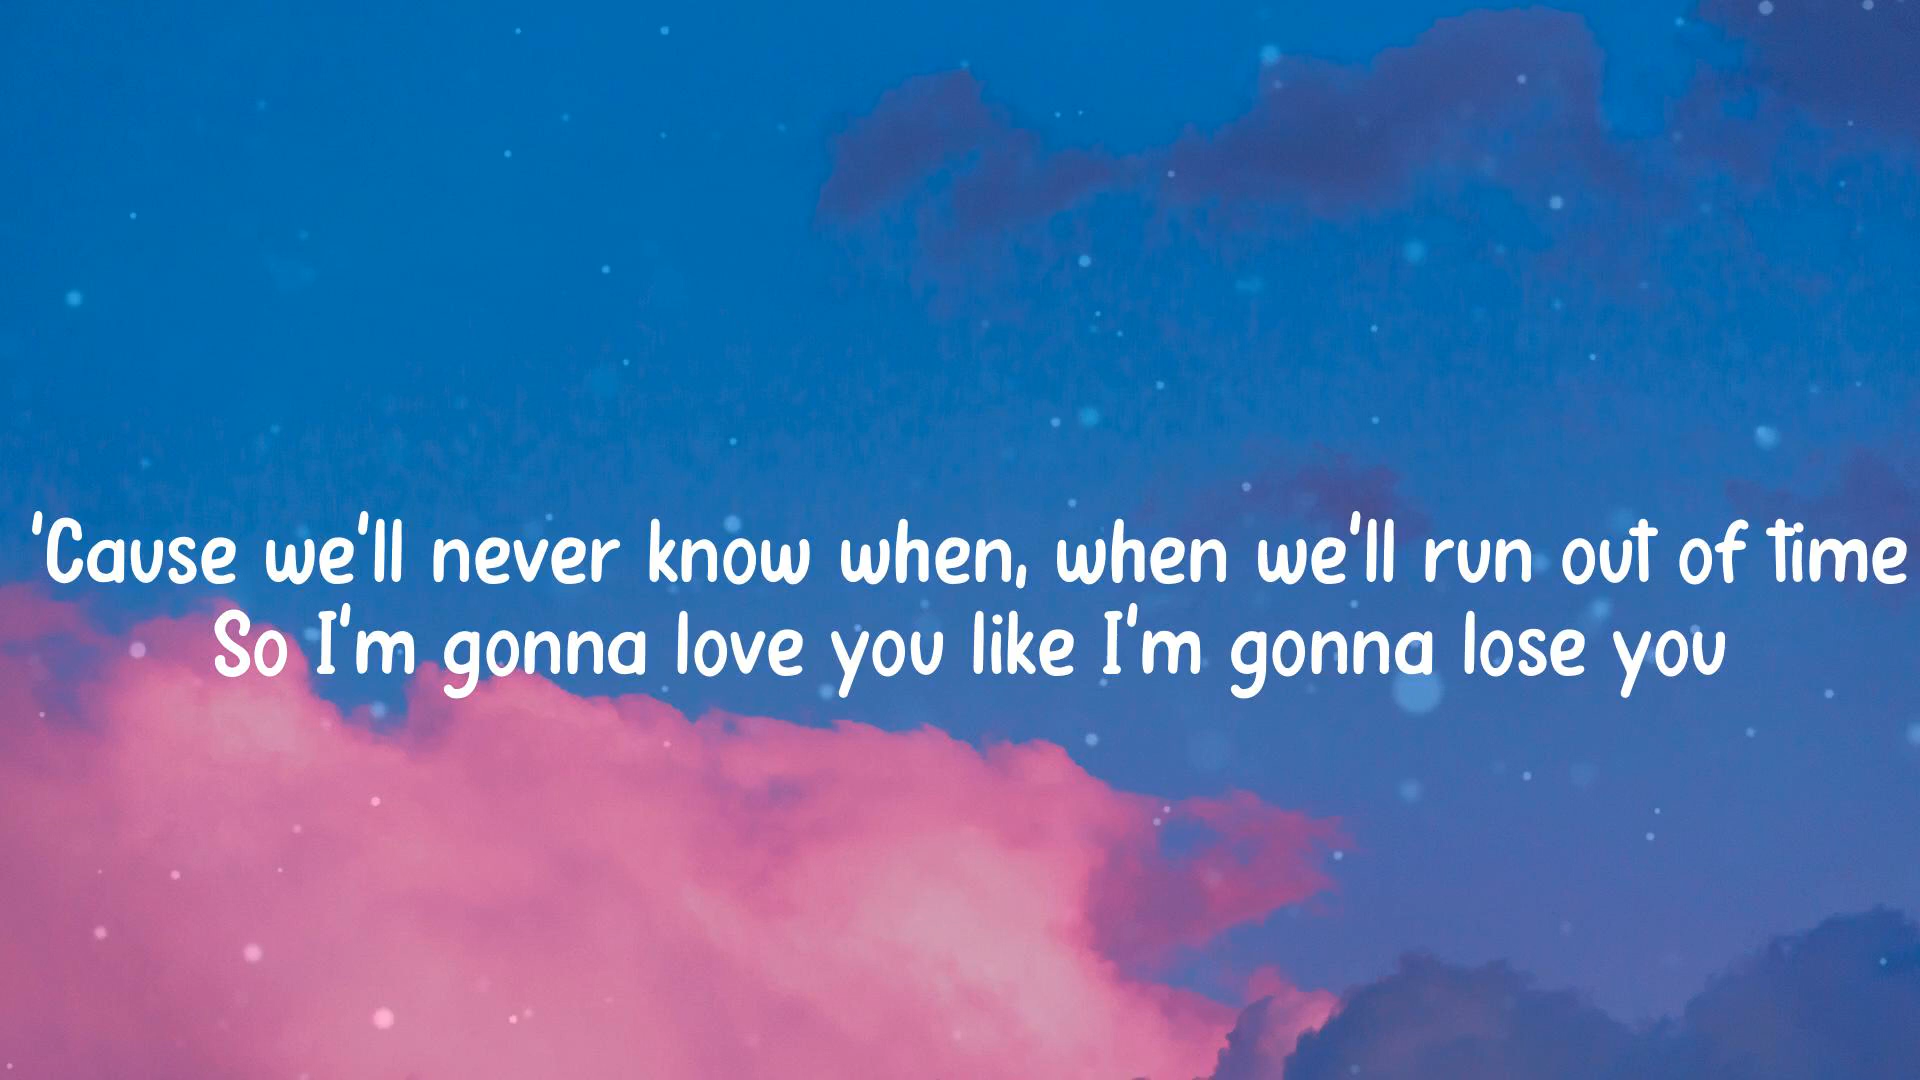 'Cause we'll never know when, when we'll run out of time
So I'm gonna love you like I'm gonna lose you